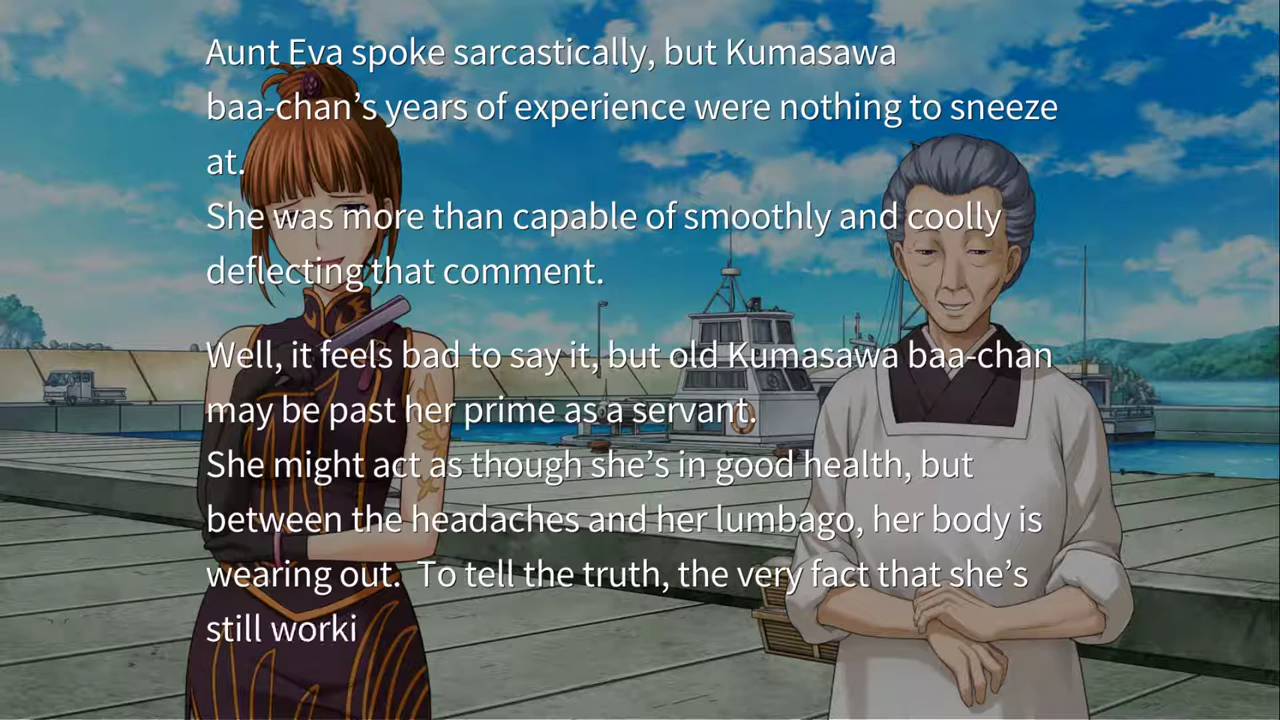 Aunt Eva spoke sarcastically, but Kumasawa
baa-chan’s years of experience were nothing to sneeze
at.
She was more than capable of smoothly and coolly
deflecting that comment.
Well, it feels bad to say it, but old Kumasawa baa-chan
may be past her prime as a servant.
She might act as though she’s in good health, but
between the headaches and her lumbago, her body is
wearing out.  To tell the truth, the very fact that she’s
still worki